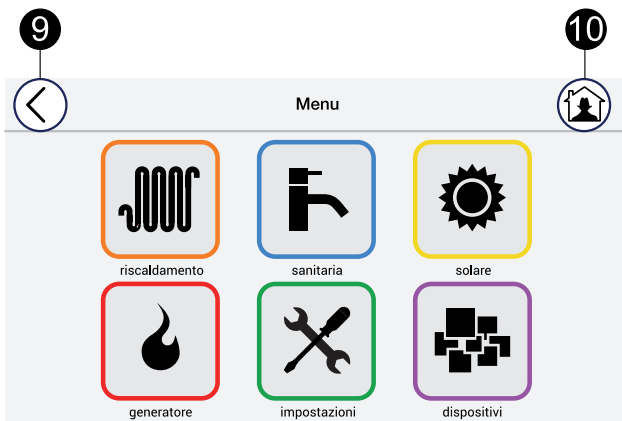 9 10
Menu
riscaldamento sanitaria solare
generatore impostazioni dispositivi